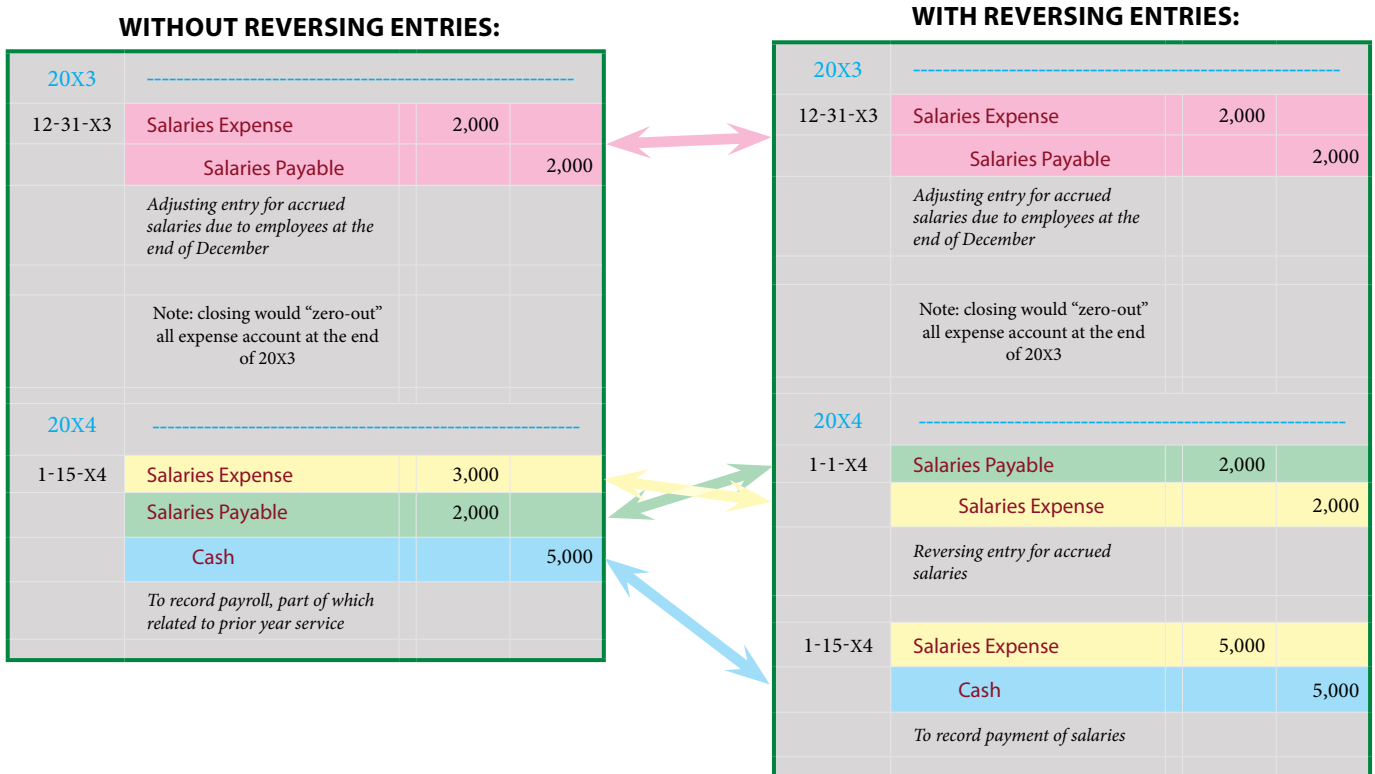 WITHOUT REVERSING ENTRIES:
20X3 ---------------------------------------------------------
12-31-X3 Salaries Expense 2,000
Salaries Payable 2,000
Adjusting entry for accrued
salaries due to employees at the
end of December
Note: closing would “zero-out”
all expense account at the end
of 20X3
20X4 ---------------------------------------------------------
1-15-X4 Salaries Expense 3,000
Salaries Payable 2,000
Cash 5,000
To record payroll, part of which
related to prior year service
WITH REVERSING ENTRIES:
20X3 ---------------------------------------------------------
12-31-X3 Salaries Expense 2,000
Salaries Payable 2,000
Adjusting entry for accrued
salaries due to employees at the
end of December
Note: closing would “zero-out”
all expense account at the end
of 20X3
20X4 ---------------------------------------------------------
1-1-X4 Salaries Payable 2,000
Salaries Expense 2,000
Reversing entry for accrued
salaries
1-15-X4 Salaries Expense 5,000
Cash 5,000
To record payment of salaries